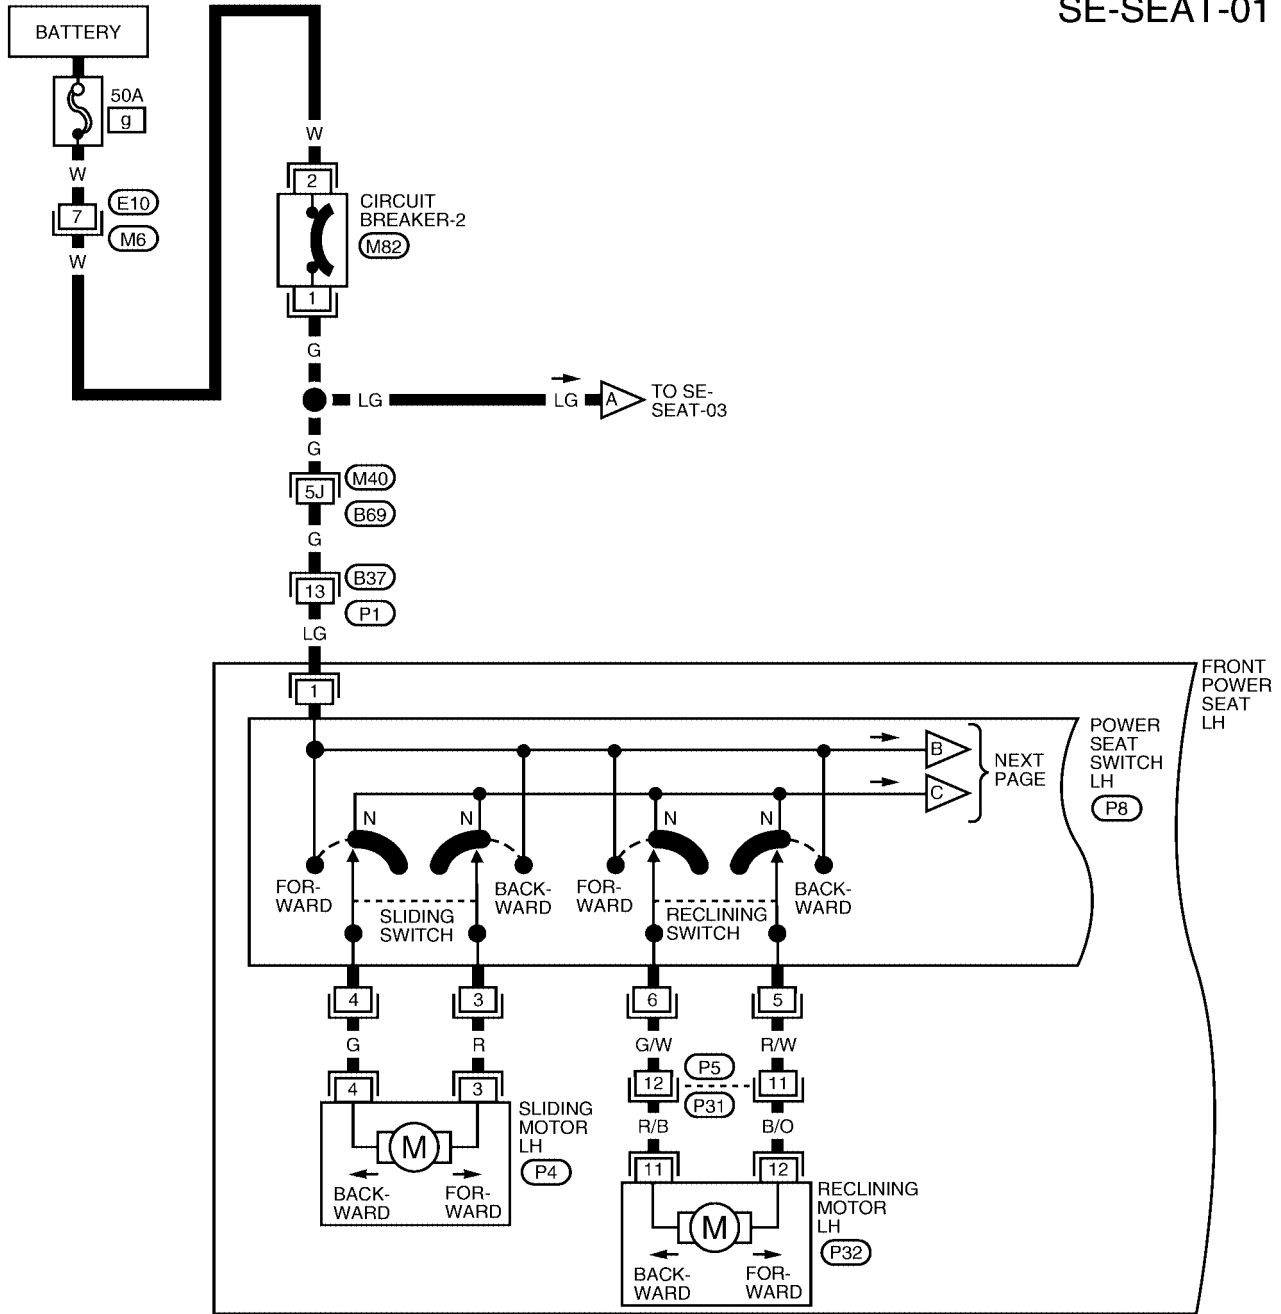 SE-SEAT-01
BATTERY
50A
g
W
7
E10
M6
W
W
2
CIRCUIT
BREAKER-2
M82
1
G
LG
LG
A
TO SE-
SEAT-03
G
5J
M40
B69
G
13
B37
P1
LG
1
FRONT
POWER
SEAT
LH
POWER
SEAT
SWITCH
LH
P8
B
C
NEXT
PAGE
N
N
N
N
FOR-
WARD
SLIDING
SWITCH
BACK-
WARD
FOR-
WARD
RECLINING
SWITCH
BACK-
WARD
4
3
6
5
G
R
G/W
R/W
4
3
12
P5
P31
11
R/B
B/O
SLIDING
MOTOR
LH
P4
M
BACK-
WARD
FOR-
WARD
11
12
RECLINING
MOTOR
LH
P32
M
BACK-
WARD
FOR-
WARD